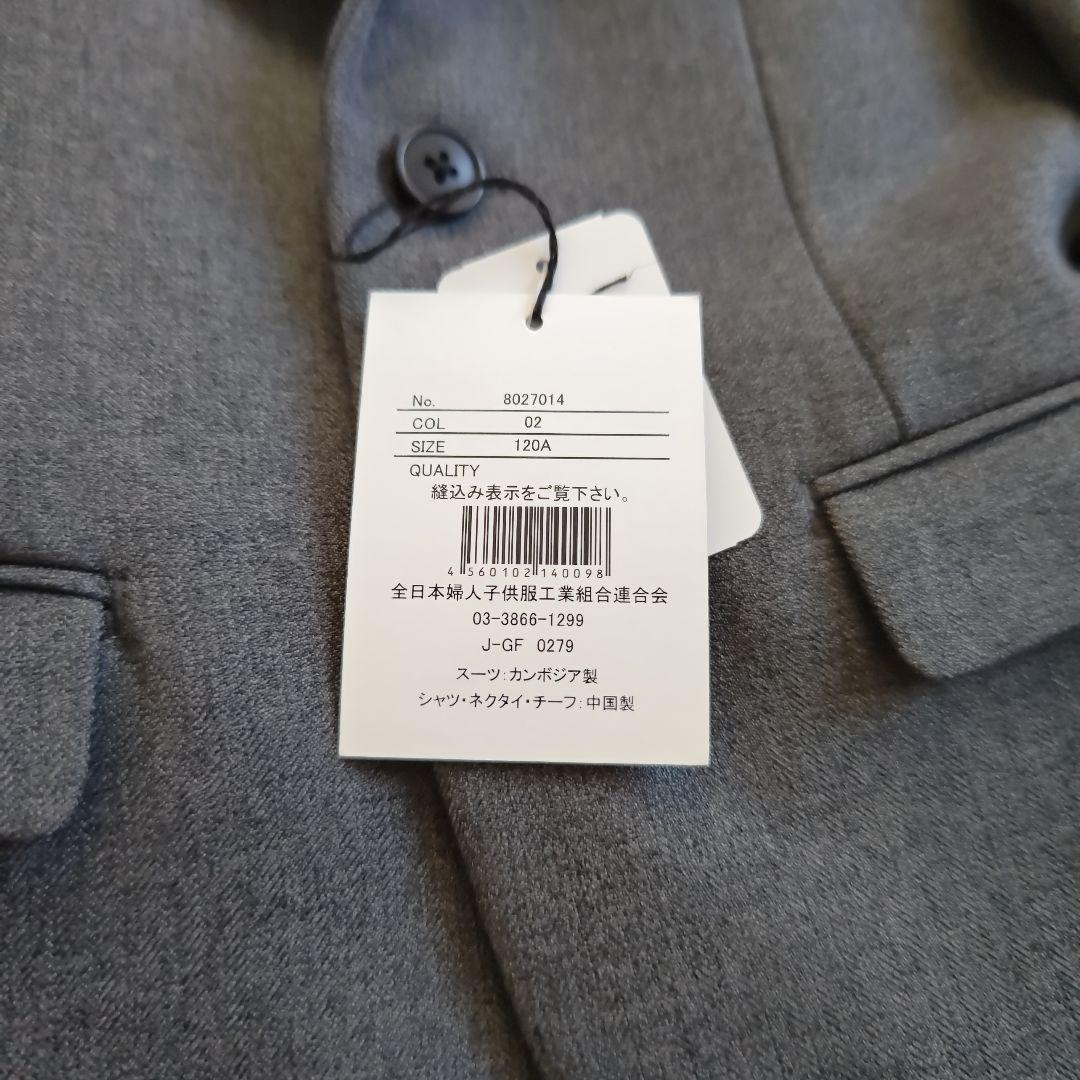 No. 8027014
COL 02
SIZE 120A
QUALITY
縫込み表示をご覧下さい。
4 560102 140098
全日本婦人子供服工業組合連合会
03-3866-1299
J-GF 0279
スーツ:カンボジア製
シャツ・ネクタイ・チーフ:中国製